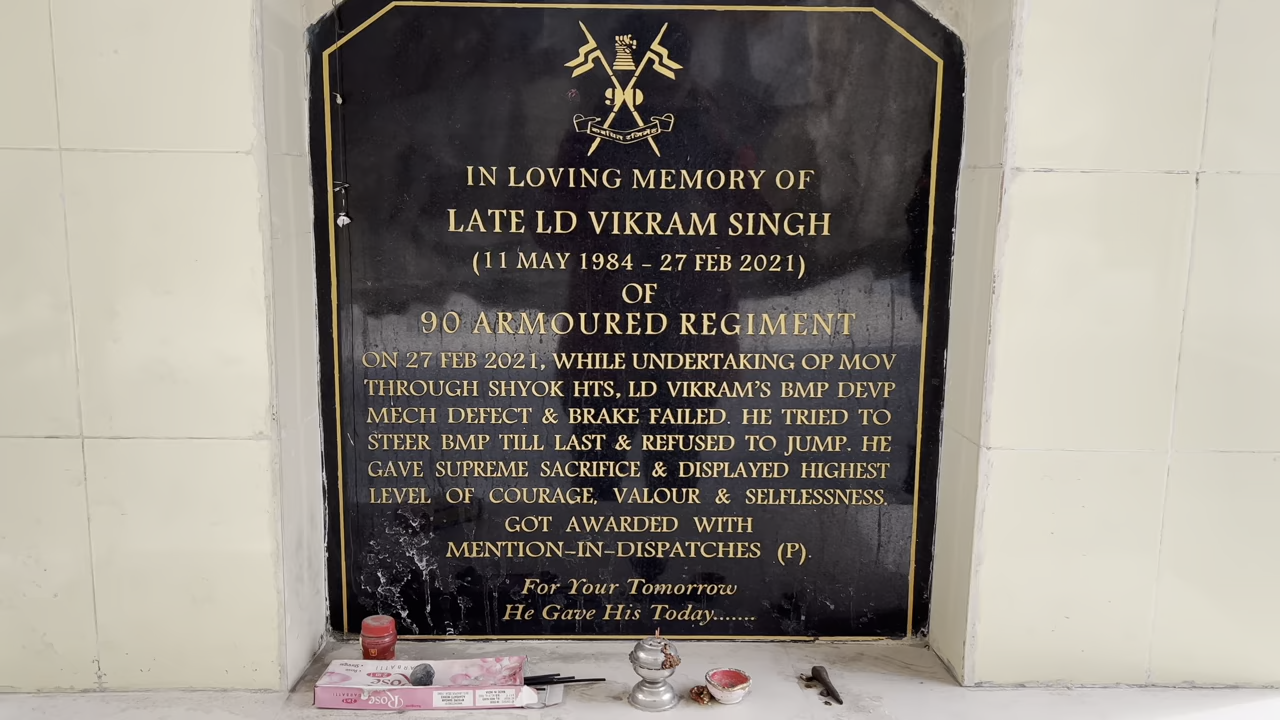 90
कवचित रजिमेंट
IN LOVING MEMORY OF
LATE LD VIKRAM SINGH
(11 MAY 1984 - 27 FEB 2021)
OF
90 ARMOURED REGIMENT
ON 27 FEB 2021, WHILE UNDERTAKING OP MOV
THROUGH SHYOK HTS, LD VIKRAM'S BMP DEVP
MECH DEFECT & BRAKE FAILED. HE TRIED TO
STEER BMP TILL LAST & REFUSED TO JUMP. HE
GAVE SUPREME SACRIFICE & DISPLAYED HIGHEST
LEVEL OF COURAGE, VALOUR & SELFLESSNESS.
GOT AWARDED WITH
MENTION-IN-DISPATCHES (P).
For Your Tomorrow
He Gave His Today.......
Rose